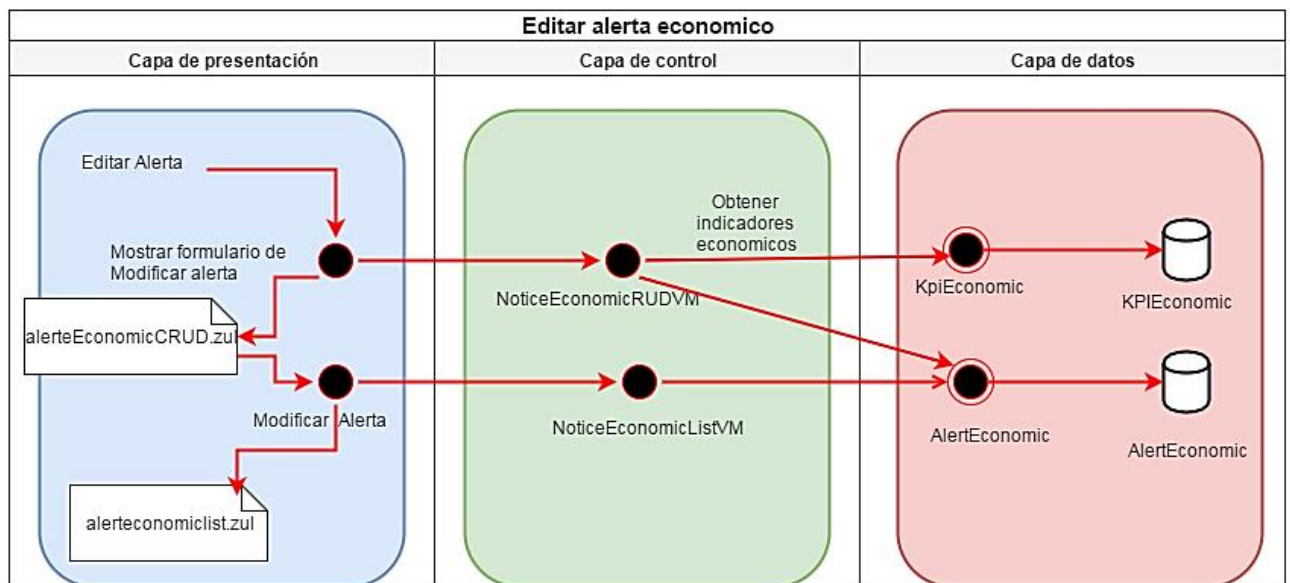 Editar alerta economico
Capa de presentación
Capa de control
Capa de datos
Editar Alerta
Mostrar formulario de
Modificar alerta
alerteEconomicCRUD.zul
Modificar Alerta
alerteconomiclist.zul
Obtener
indicadores
economicos
NoticeEconomicRUDVM
NoticeEconomicListVM
KpiEconomic
KPIEconomic
AlertEconomic
AlertEconomic